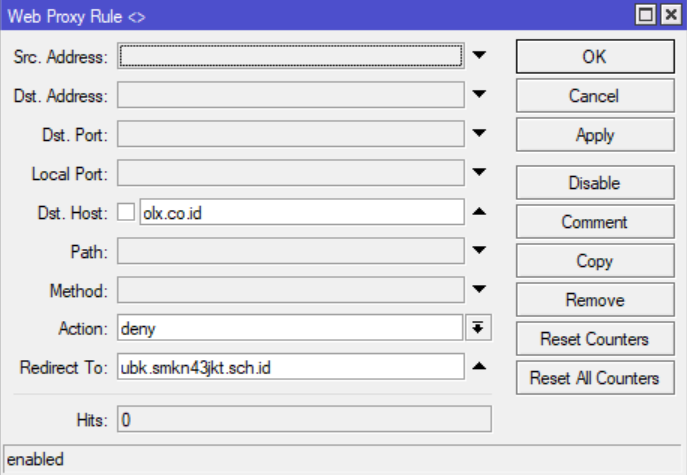 Web Proxy Rule <>
Src. Address:
OK
Dst. Address:
Cancel
Dst. Port:
Apply
Local Port:
Disable
Dst. Host: olx.co.id
Comment
Path:
Copy
Method:
Remove
Action: deny
Reset Counters
Redirect To: ubk.smkn43jkt.sch.id
Reset All Counters
Hits: 0
enabled